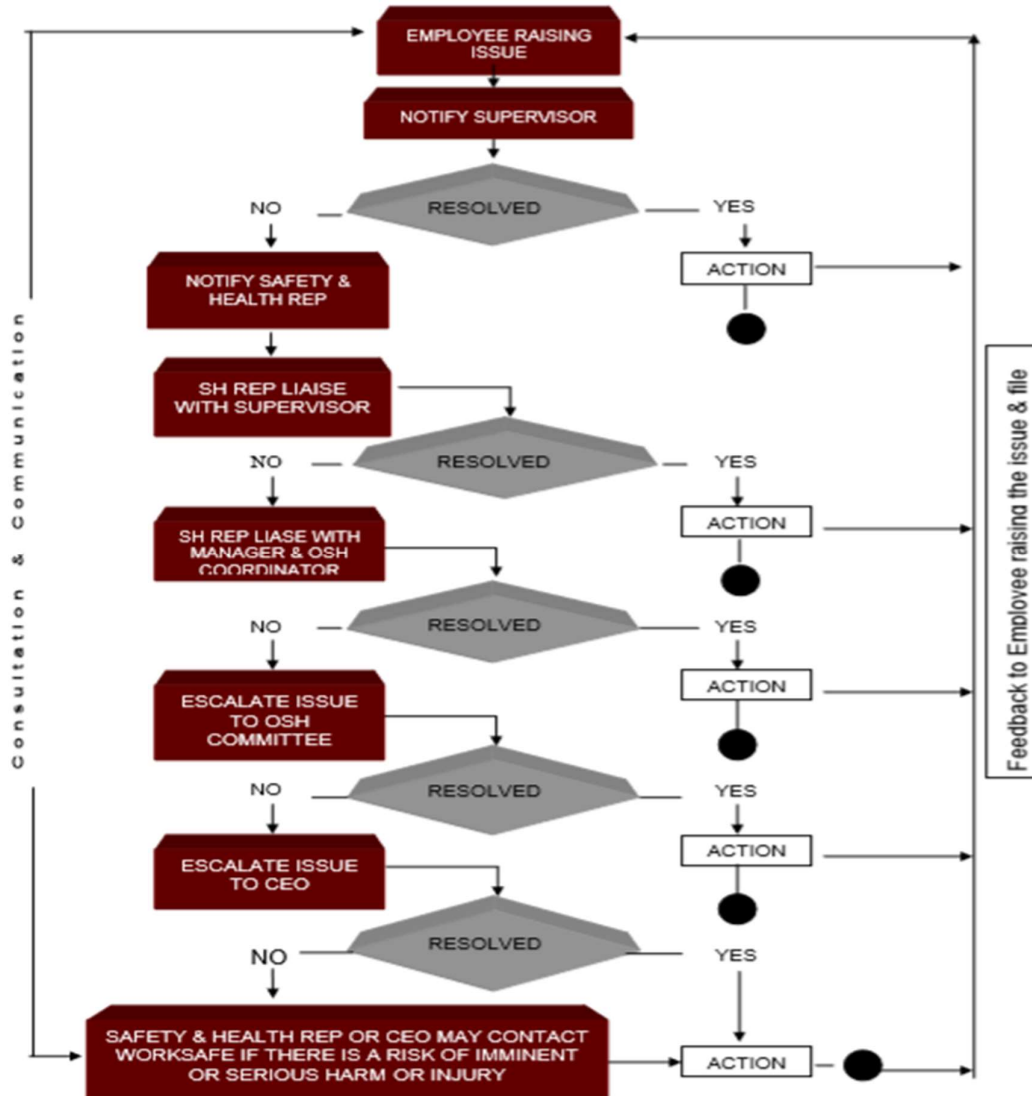 EMPLOYEE RAISING
ISSUE
NOTIFY SUPERVISOR
RESOLVED
NO
YES
NOTIFY SAFETY &
HEALTH REP
ACTION
SH REP LIAISE
WITH SUPERVISOR
RESOLVED
NO
YES
SH REP LIASE WITH
MANAGER & OSH
COORDINATOR
ACTION
RESOLVED
NO
YES
ESCALATE ISSUE
TO OSH
COMMITTEE
ACTION
RESOLVED
NO
YES
ESCALATE ISSUE
TO CEO
ACTION
RESOLVED
NO
YES
SAFETY & HEALTH REP OR CEO MAY CONTACT
WORKSAFE IF THERE IS A RISK OF IMMINENT
OR SERIOUS HARM OR INJURY
ACTION
Consultation & Communication
Feedback to Employee raising the issue & file